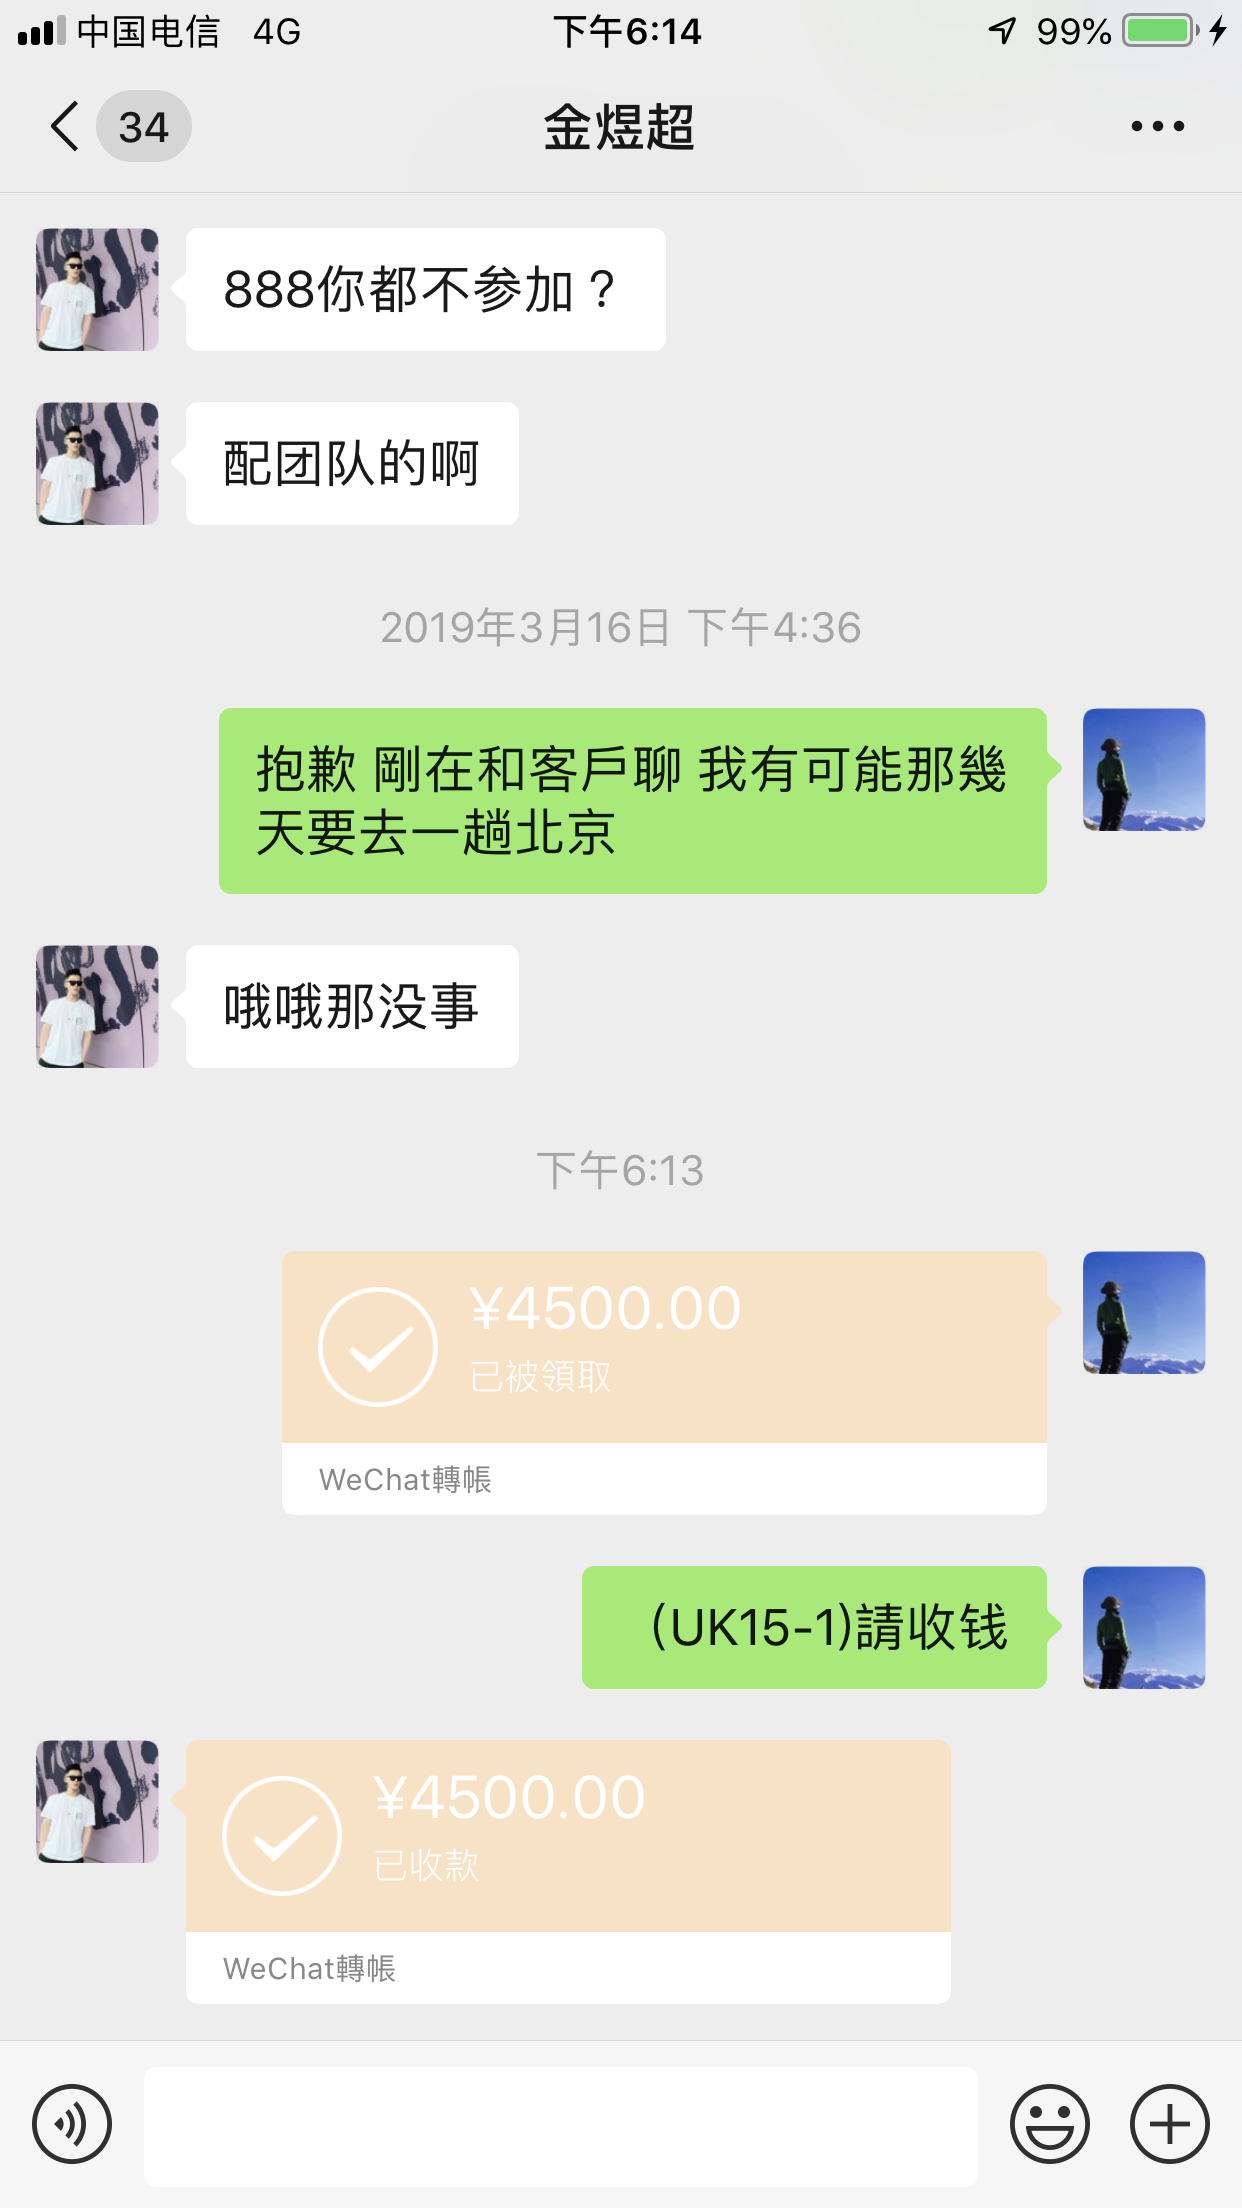 中国电信 4G 下午6:14 99%
34 金煜超
888你都不参加？
配团队的啊
2019年3月16日 下午4:36
抱歉 剛在和客戶聊 我有可能那幾
天要去一趟北京
哦哦那没事
下午6:13
¥4500.00
已被領取
WeChat轉帳
(UK15-1)請收钱
¥4500.00
已收款
WeChat轉帳